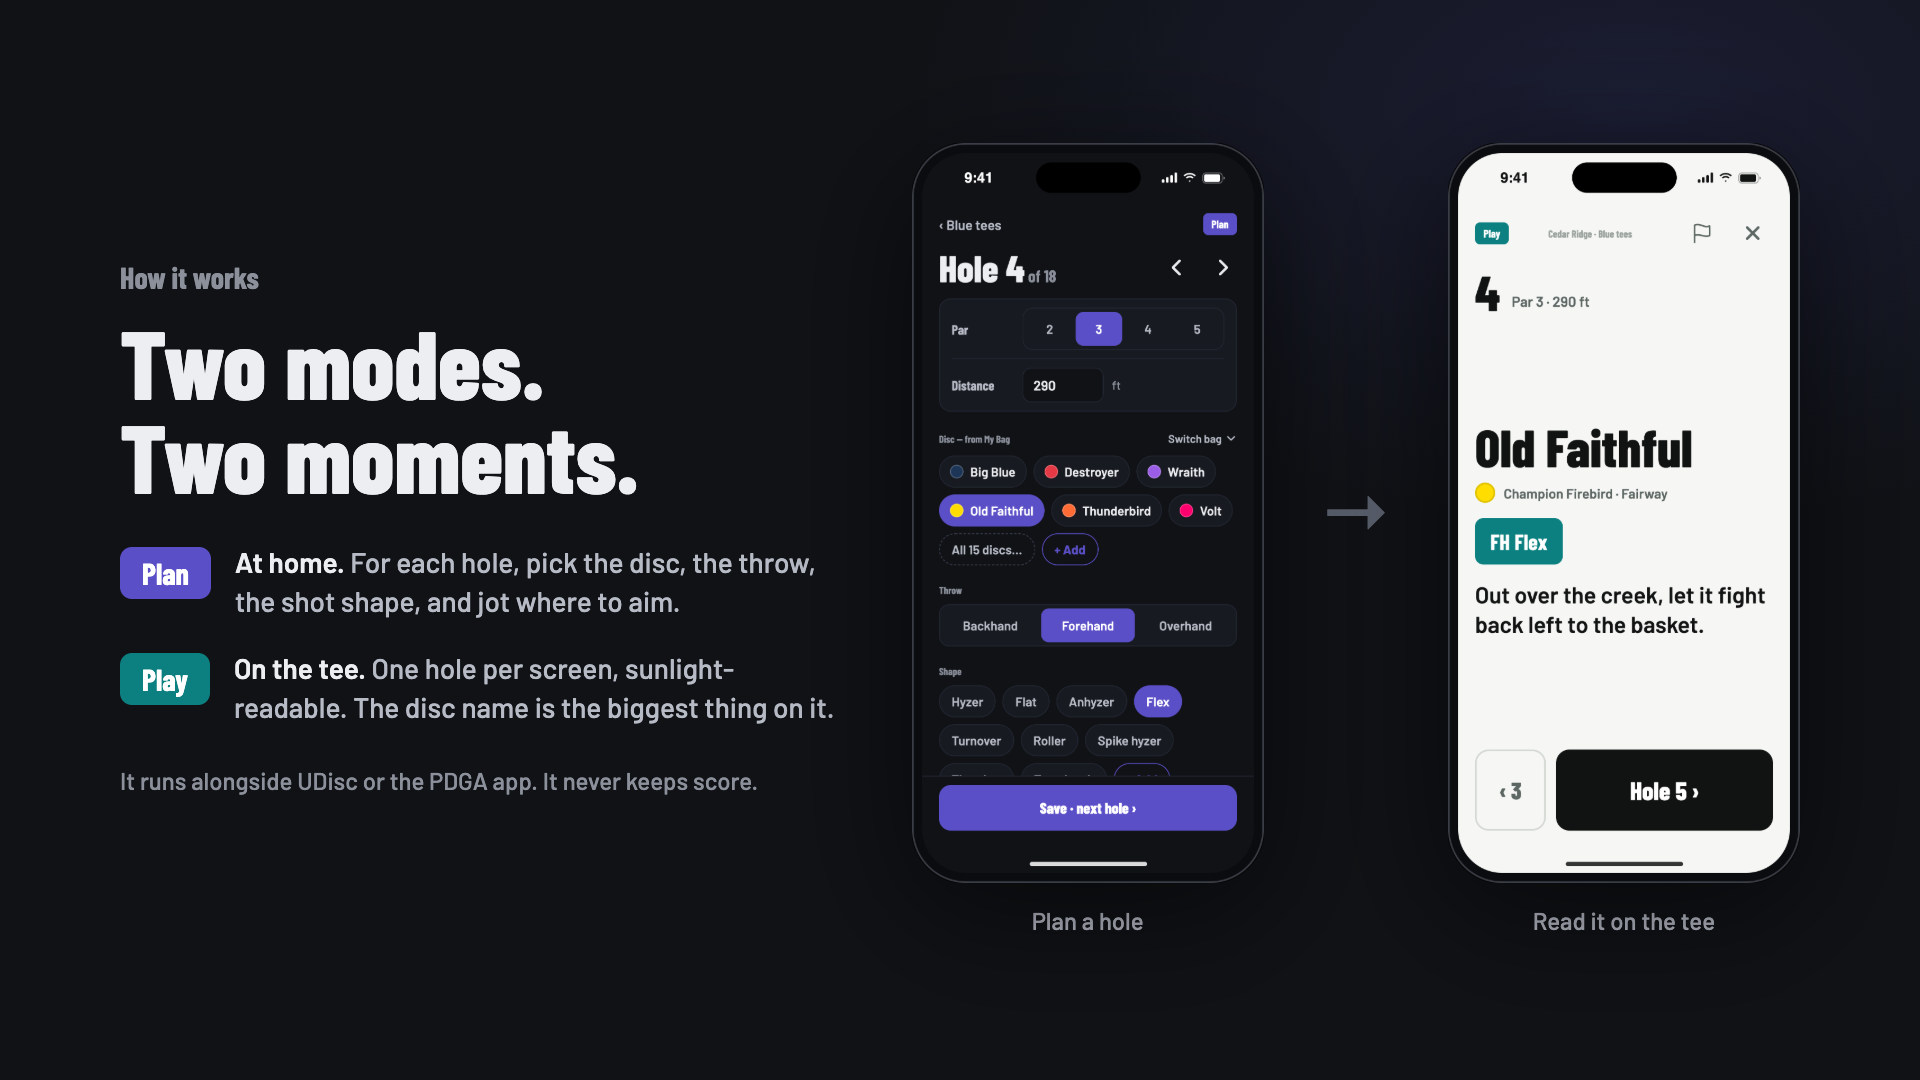 How it works
Two modes.
Two moments.
Plan
At home. For each hole, pick the disc, the throw,
the shot shape, and jot where to aim.
Play
On the tee. One hole per screen, sunlight-
readable. The disc name is the biggest thing on it.
It runs alongside UDisc or the PDGA app. It never keeps score.
9:41
‹ Blue tees
Plan
Hole 4 of 18
Par 2 3 4 5
Distance 290 ft
Disc – from My Bag
Switch bag
Big Blue Destroyer Wraith
Old Faithful Thunderbird Volt
All 15 discs... + Add
Throw
Backhand Forehand Overhand
Shape
Hyzer Flat Anhyzer Flex
Turnover Roller Spike hyzer
Save · next hole ›
Plan a hole
9:41
Play
Cedar Ridge · Blue tees
4 Par 3 · 290 ft
Old Faithful
Champion Firebird · Fairway
FH Flex
Out over the creek, let it fight
back left to the basket.
‹ 3
Hole 5 ›
Read it on the tee